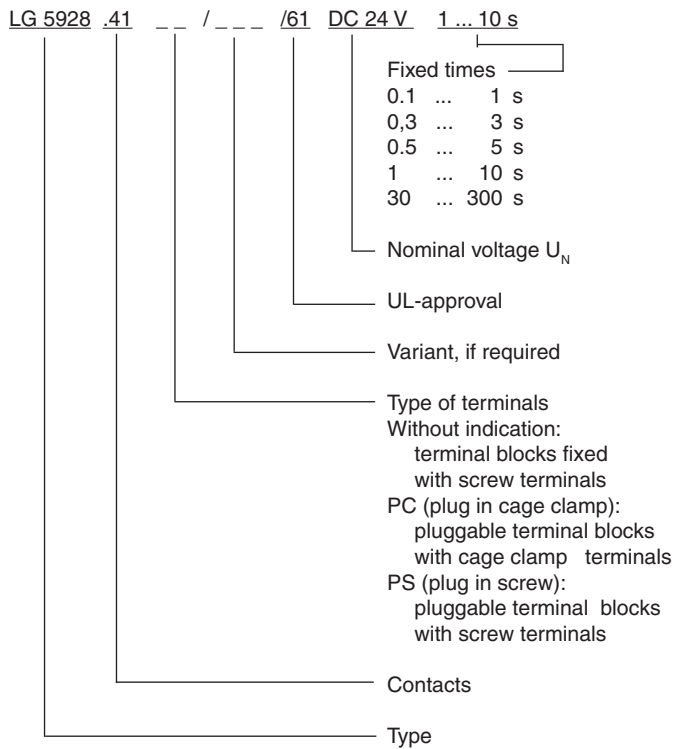 LG 5928 .41 _ _ / _ _ _ /61 DC 24 V 1 ... 10 s
Fixed times
0.1 ... 1 s
0,3 ... 3 s
0.5 ... 5 s
1 ... 10 s
30 ... 300 s
Nominal voltage UN
UL-approval
Variant, if required
Type of terminals
Without indication:
terminal blocks fixed
with screw terminals
PC (plug in cage clamp):
pluggable terminal blocks
with cage clamp terminals
PS (plug in screw):
pluggable terminal blocks
with screw terminals
Contacts
Type